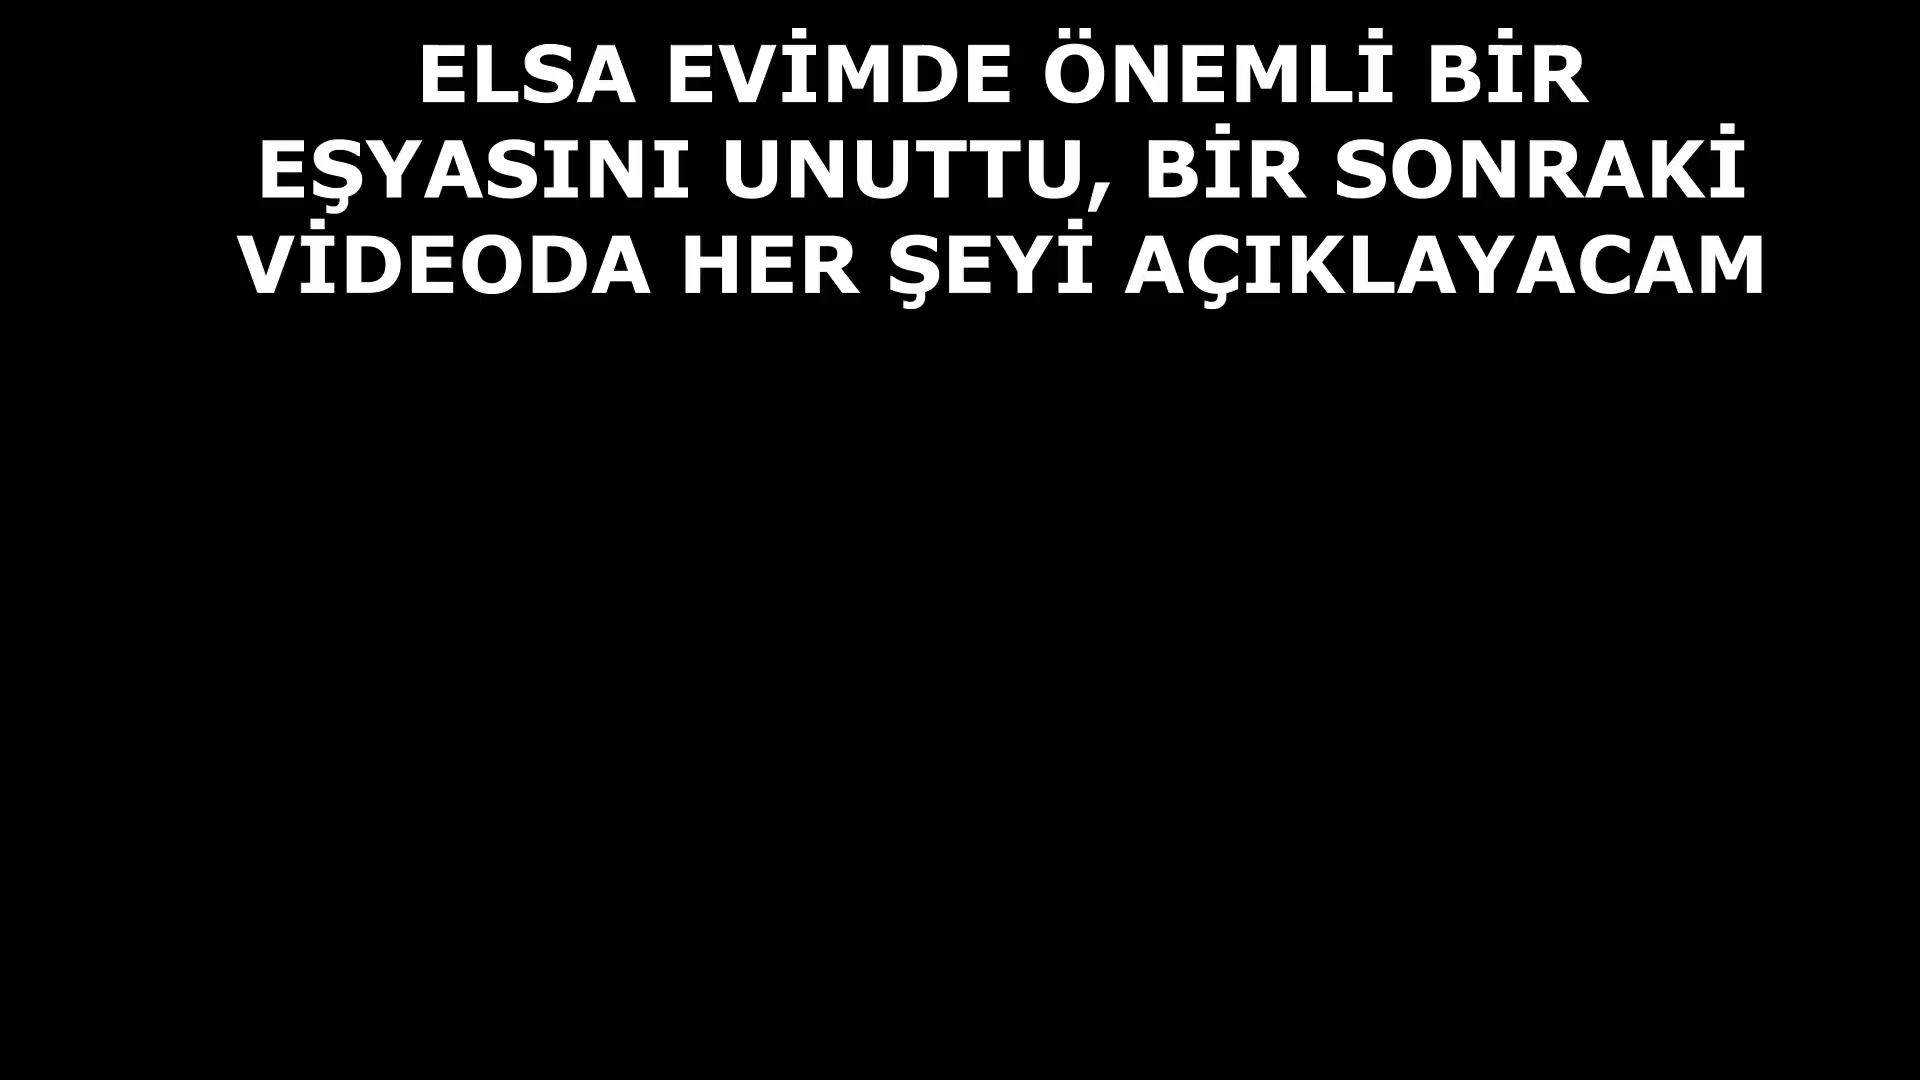 ELSA EVİMDE ÖNEMLİ BİR
EŞYASINI UNUTTU, BİR SONRAKİ
VİDEODA HER ŞEYİ AÇIKLAYACAM